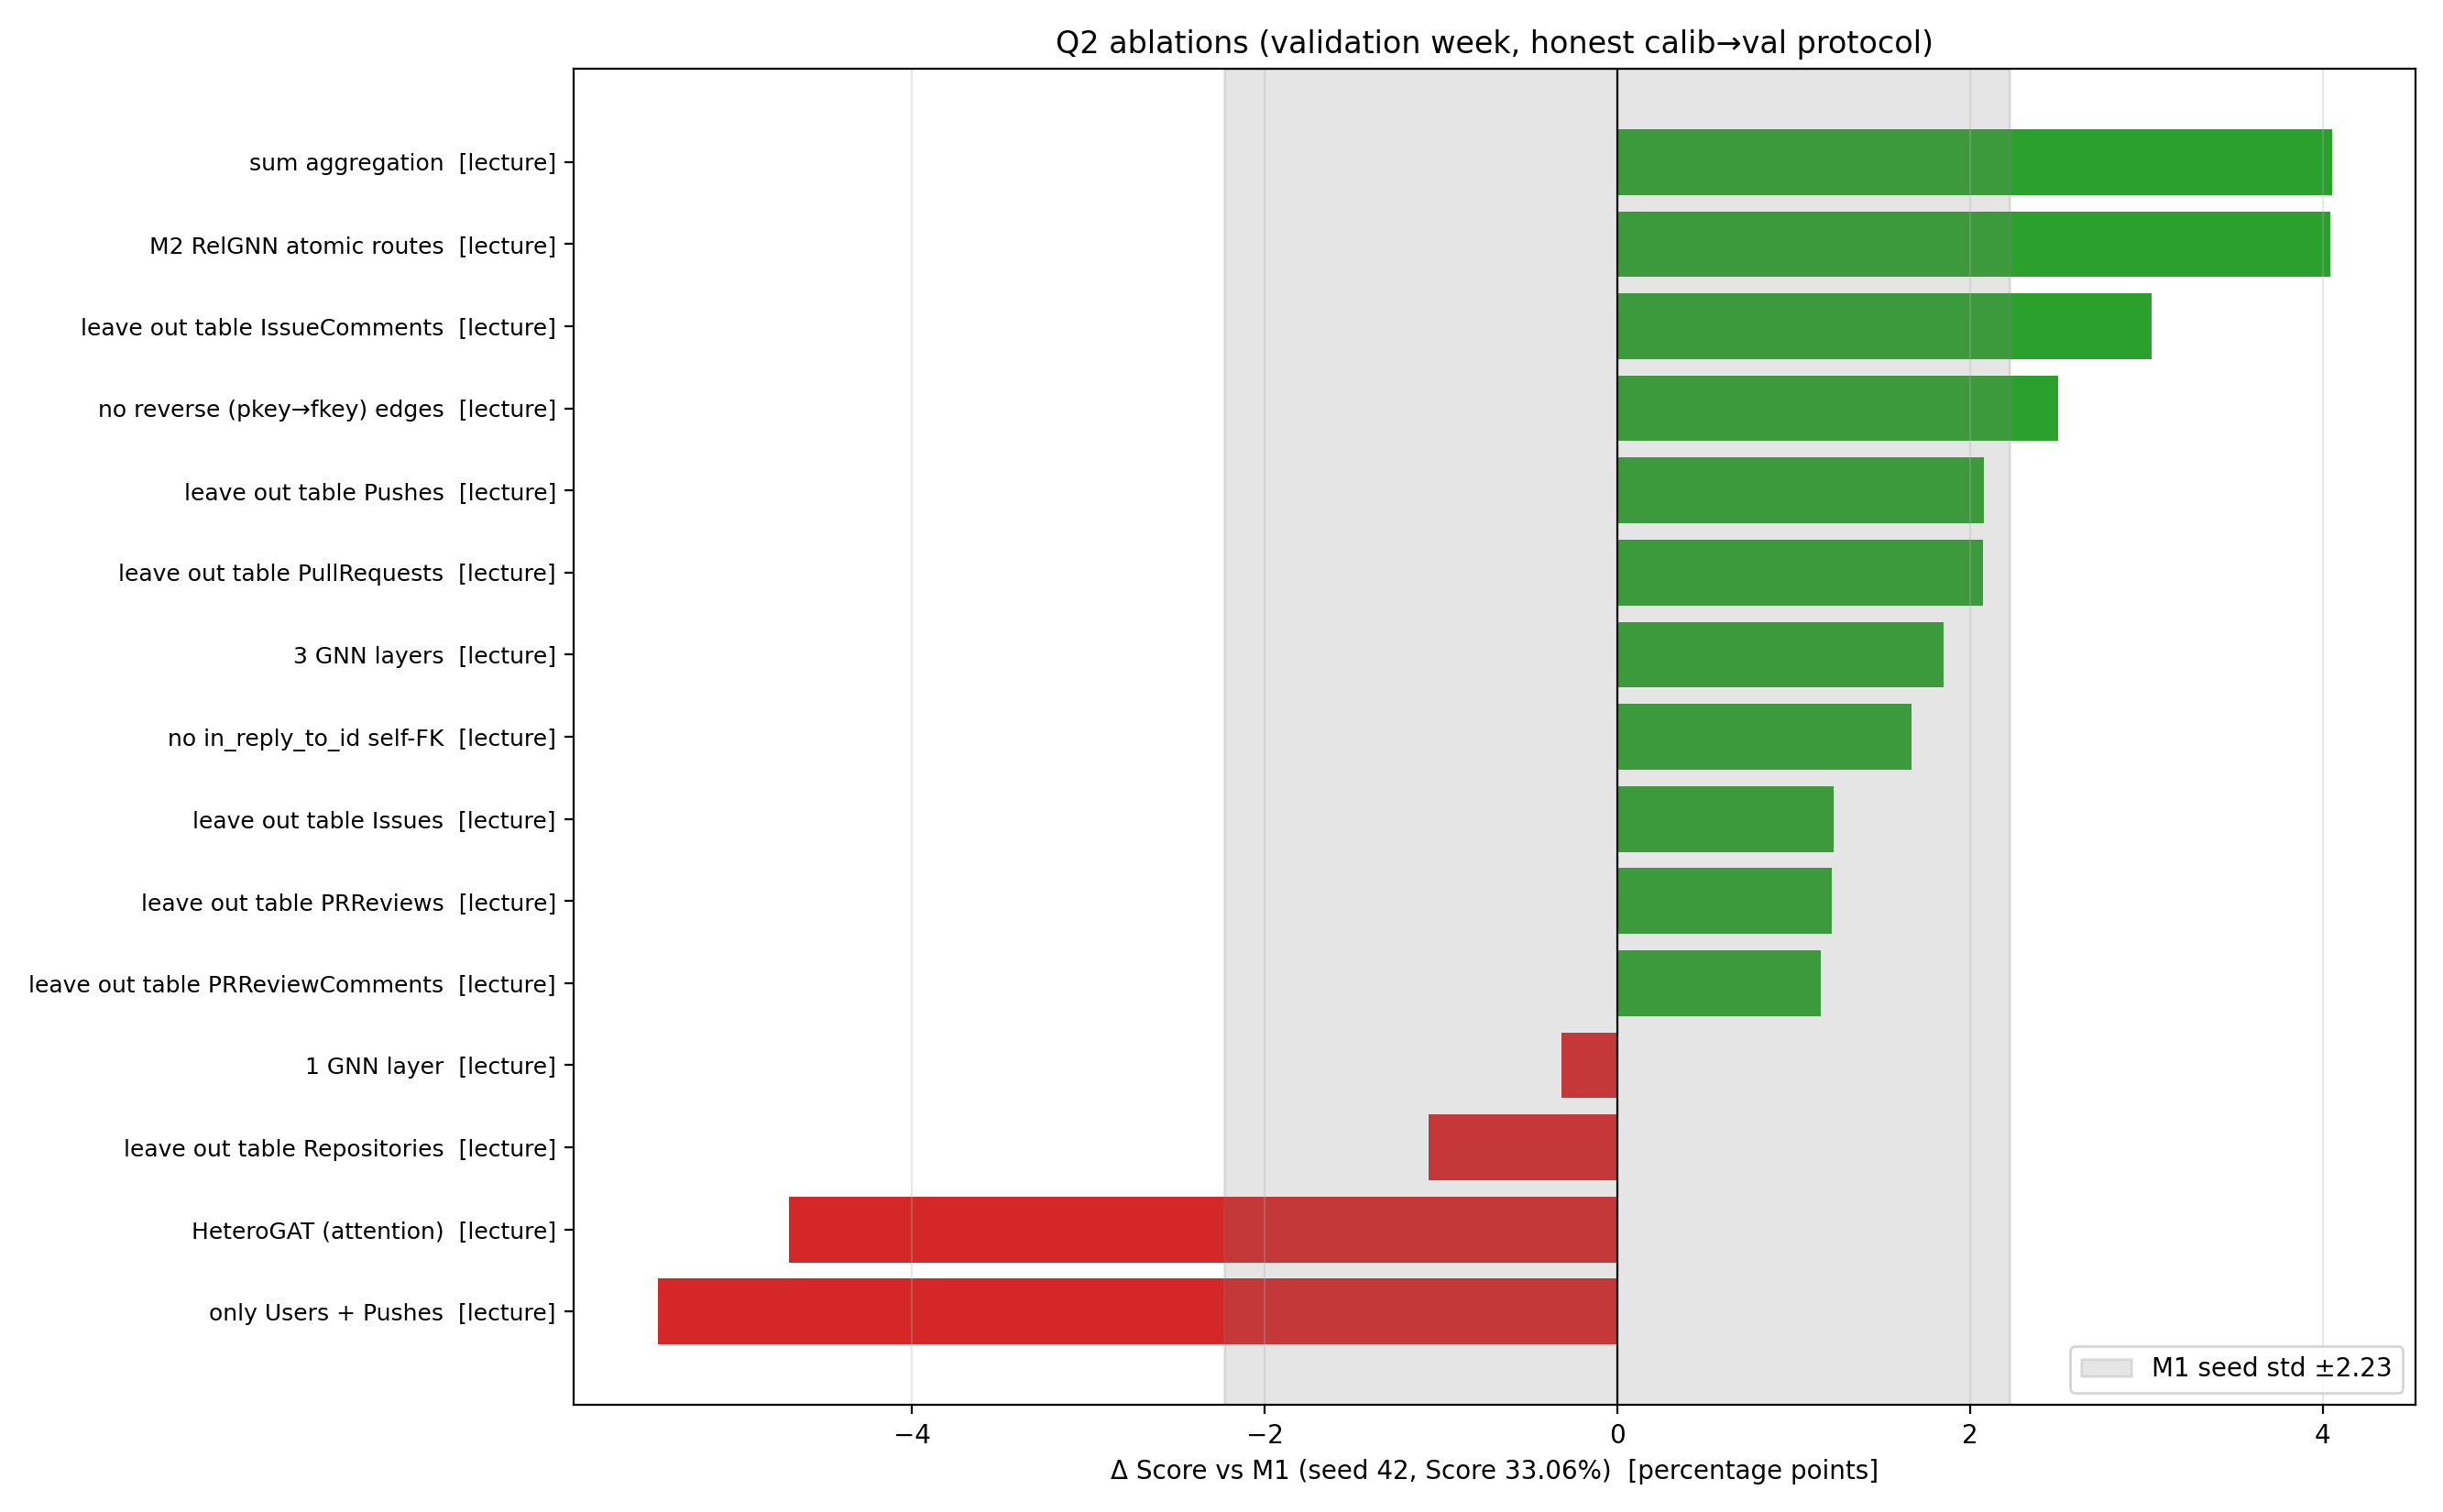 Q2 ablations (validation week, honest calib→val protocol)
sum aggregation [lecture]
M2 RelGNN atomic routes [lecture]
leave out table IssueComments [lecture]
no reverse (pkey→fkey) edges [lecture]
leave out table Pushes [lecture]
leave out table PullRequests [lecture]
3 GNN layers [lecture]
no in_reply_to_id self-FK [lecture]
leave out table Issues [lecture]
leave out table PRReviews [lecture]
leave out table PRReviewComments [lecture]
1 GNN layer [lecture]
leave out table Repositories [lecture]
HeteroGAT (attention) [lecture]
only Users + Pushes [lecture]
M1 seed std ±2.23
−4 −2 0 2 4
Δ Score vs M1 (seed 42, Score 33.06%) [percentage points]